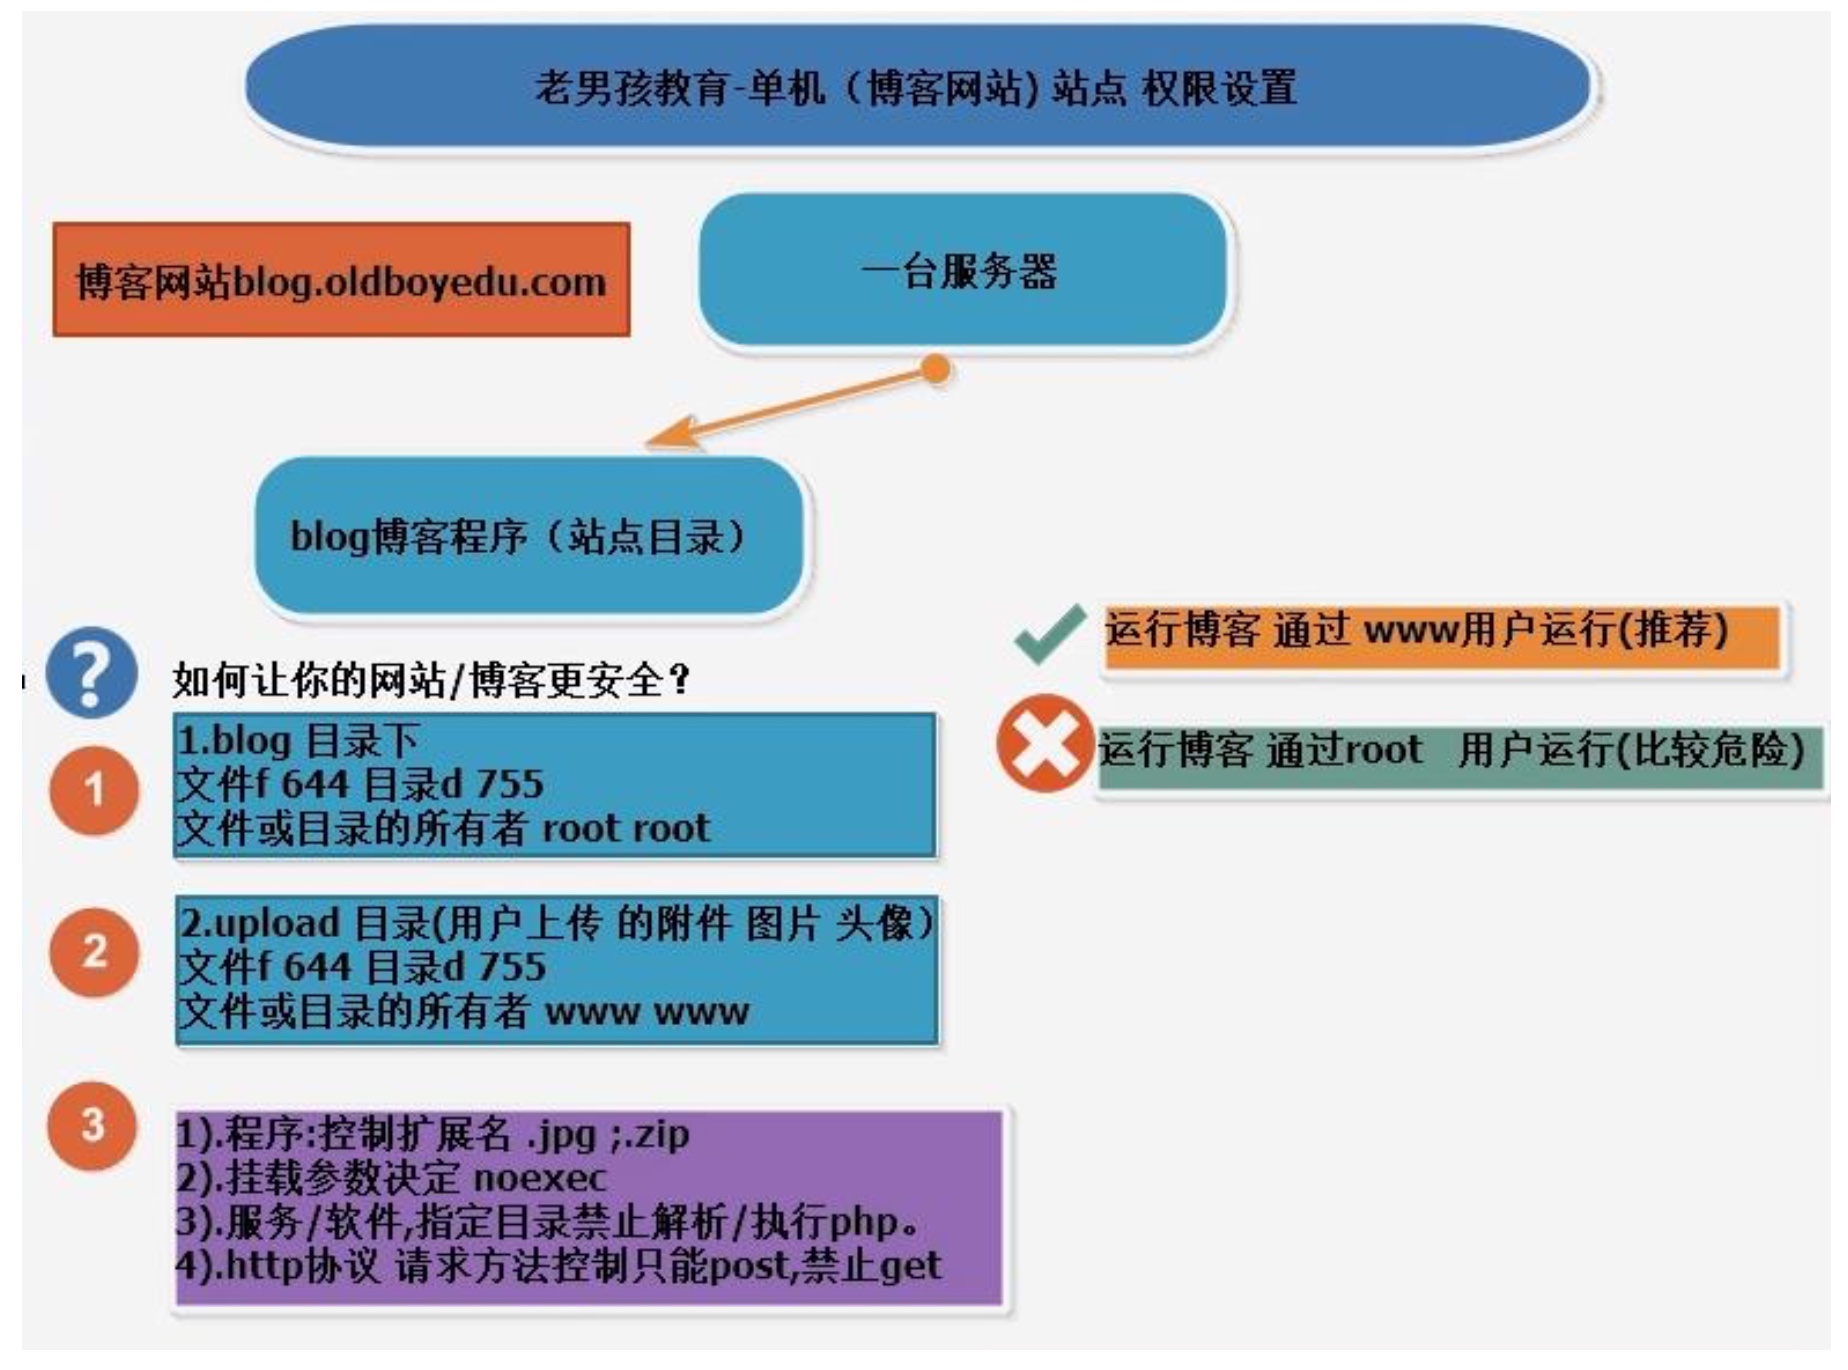 老男孩教育-单机（博客网站) 站点 权限设置
博客网站blog.oldboyedu.com
一台服务器
blog博客程序（站点目录）
如何让你的网站/博客更安全？
1
1.blog 目录下
文件f 644 目录d 755
文件或目录的所有者 root root
2
2.upload 目录(用户上传 的附件 图片 头像）
文件f 644 目录d 755
文件或目录的所有者 www www
3
1).程序:控制扩展名 .jpg ;.zip
2).挂载参数决定 noexec
3).服务/软件,指定目录禁止解析/执行php。
4).http协议 请求方法控制只能post,禁止get
运行博客 通过 www用户运行(推荐)
运行博客 通过root 用户运行(比较危险)